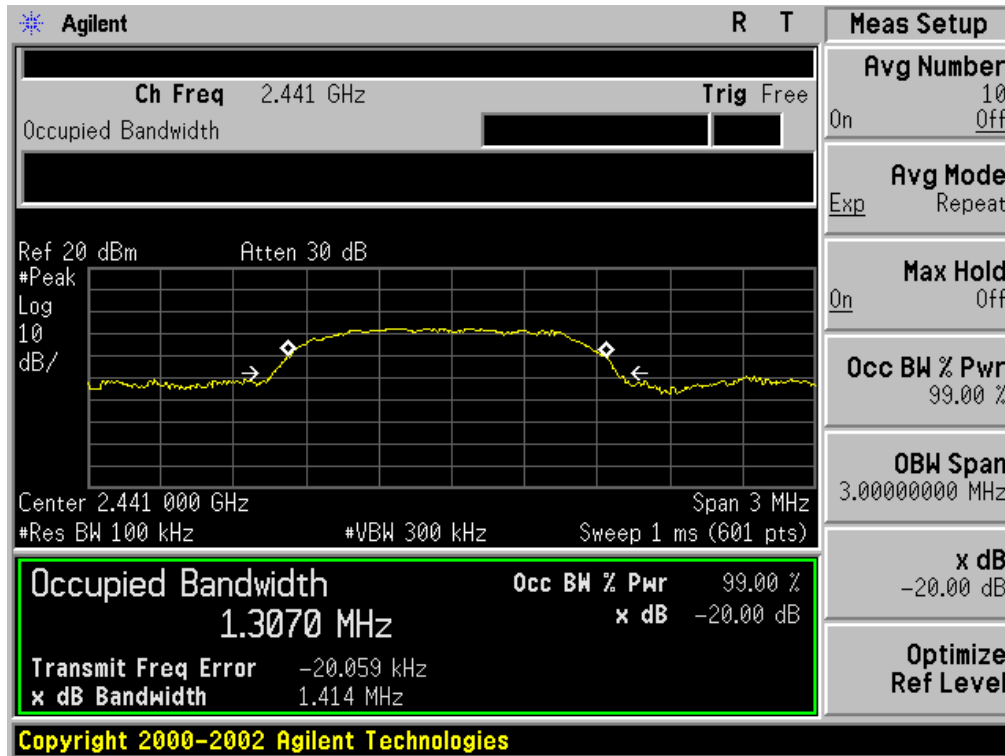 Agilent R T
Ch Freq 2.441 GHz Trig Free
Occupied Bandwidth
Ref 20 dBm Atten 30 dB
#Peak
Log
10
dB/
Center 2.441 000 GHz Span 3 MHz
#Res BW 100 kHz #VBW 300 kHz Sweep 1 ms (601 pts)
Occupied Bandwidth Occ BW % Pwr 99.00 %
1.3070 MHz x dB -20.00 dB
Transmit Freq Error -20.059 kHz
x dB Bandwidth 1.414 MHz
Copyright 2000-2002 Agilent Technologies
Meas Setup
Avg Number
10
On Off
Avg Mode
Exp Repeat
Max Hold
On Off
Occ BW % Pwr
99.00 %
OBW Span
3.00000000 MHz
x dB
-20.00 dB
Optimize
Ref Level